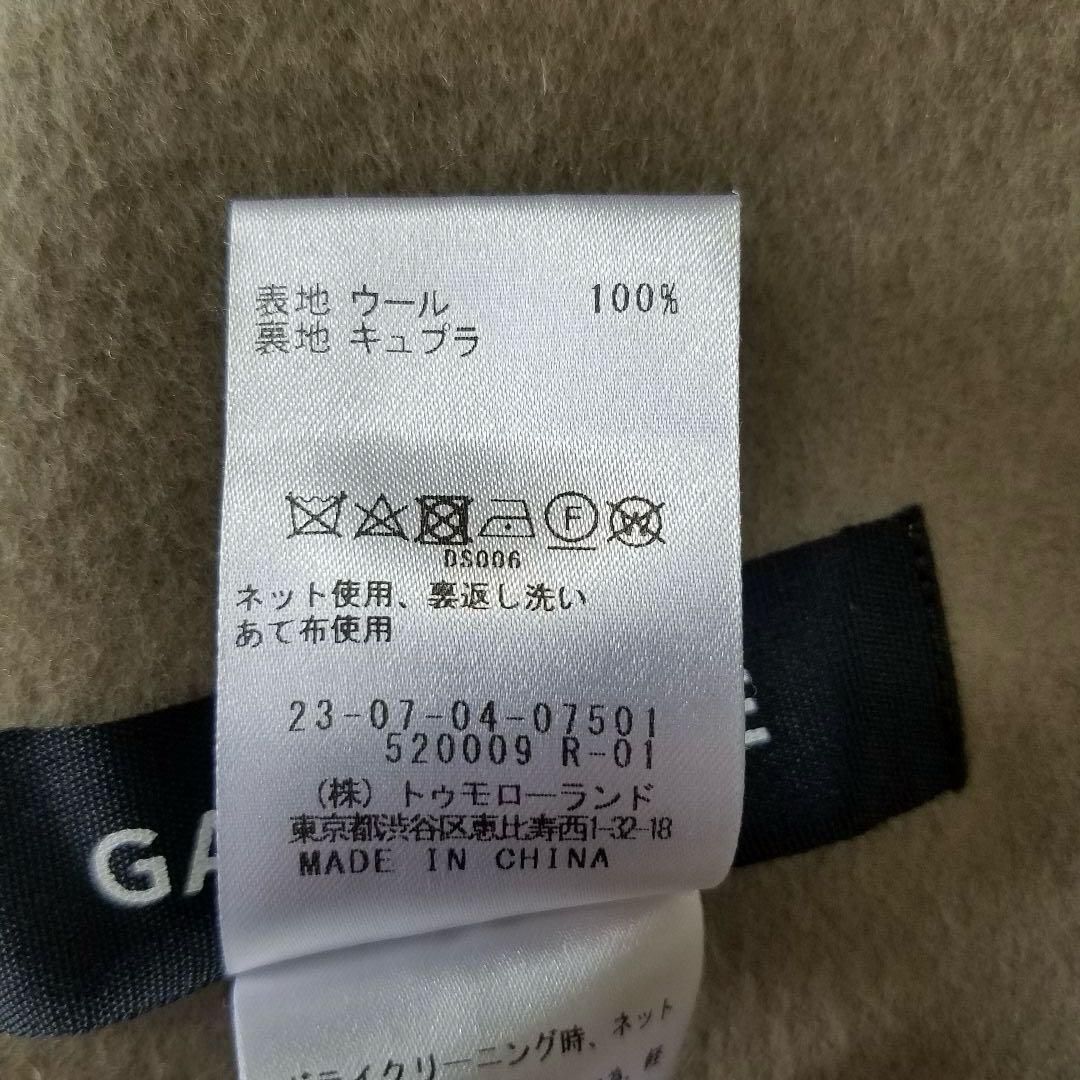 表地 ウール 100%
裏地 キュプラ
F
W
DS006
ネット使用、裏返し洗い
あて布使用
23-07-04-07501
520009 R-01
(株) トゥモローランド
東京都渋谷区恵比寿西1-32-18
MADE IN CHINA
GA
E
ドライクリーニング時、ネット